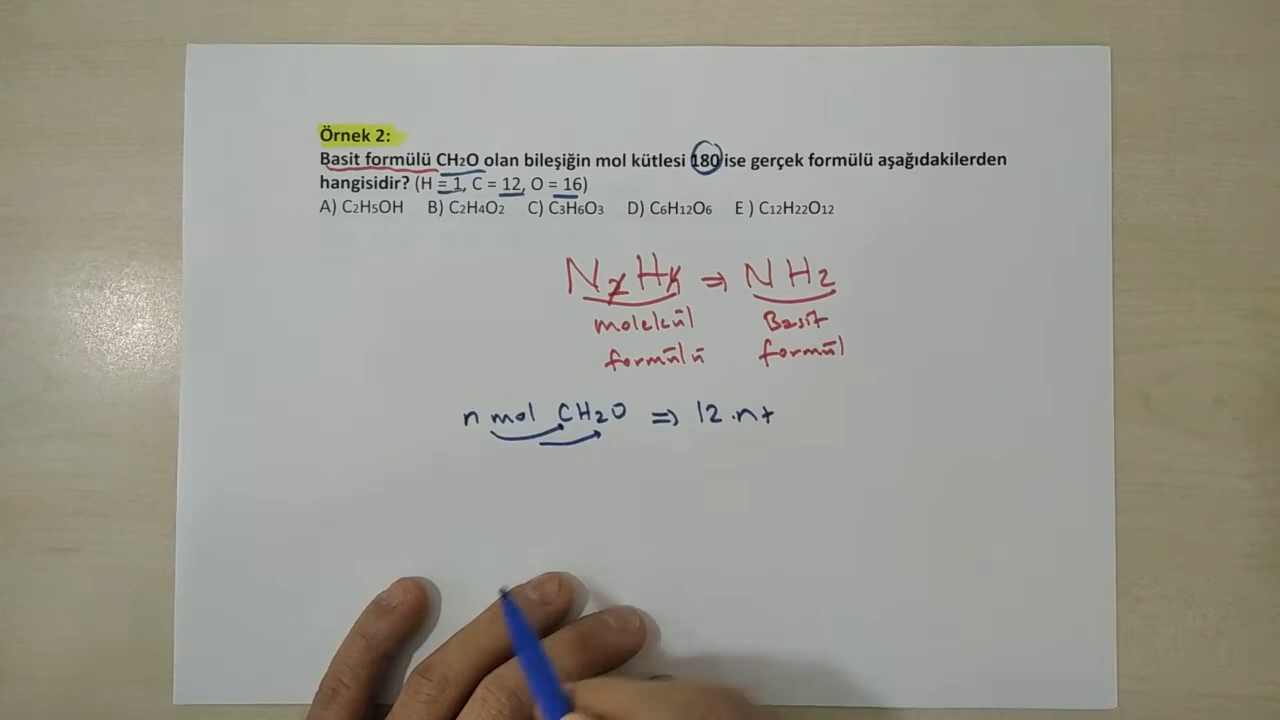 Örnek 2:
Basit formülü CH2O olan bileşiğin mol kütlesi 180 ise gerçek formülü aşağıdakilerden
hangisidir? (H = 1, C = 12, O = 16)
A) C2H5OH B) C2H4O2 C) C3H6O3 D) C6H12O6 E ) C12H22O12
N2H4 => NH2
molekül Basit
formülü formül
n mol CH2O => 12.n+